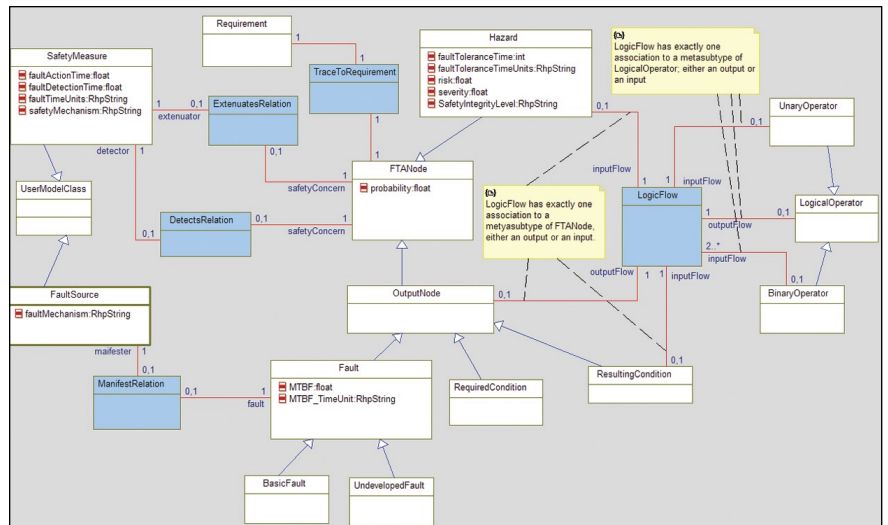 Requirement
1
SafetyMeasure
faultActionTime:float
faultDetectionTime:float
faultTimeUnits:RhpString
safetyMechanism:RhpString
Hazard
faultToleranceTime:int
faultToleranceTimeUnits:RhpString
risk:float
severity:float
SafetyIntegrityLevel:RhpString
LogicFlow has exactly one
association to a metasubtype of
LogicalOperator; either an output or
an input
1
TraceToRequirement
1
1
extenuator
0,1
ExtenuatesRelation
0,1
1
safetyConcern
detector
1
0,1
inputFlow
1
UnaryOperator
0,1
1
inputFlow
UserModelClass
FTANode
probability:float
LogicFlow has exactly one
association to a
metyasubtype of FTANode,
either an output or an input.
LogicFlow
LogicalOperator
1
outputFlow
0,1
2..*
inputFlow
DetectsRelation
0,1
0,1
1
safetyConcern
outputFlow
1
1
inputFlow
FaultSource
faultMechanism:RhpString
OutputNode
0,1
0,1
BinaryOperator
maifester
1
0,1
ManifestRelation
0,1
1
fault
Fault
MTBF:float
MTBF_TimeUnit:RhpString
RequiredCondition
0,1
ResultingCondition
BasicFault
UndevelopedFault